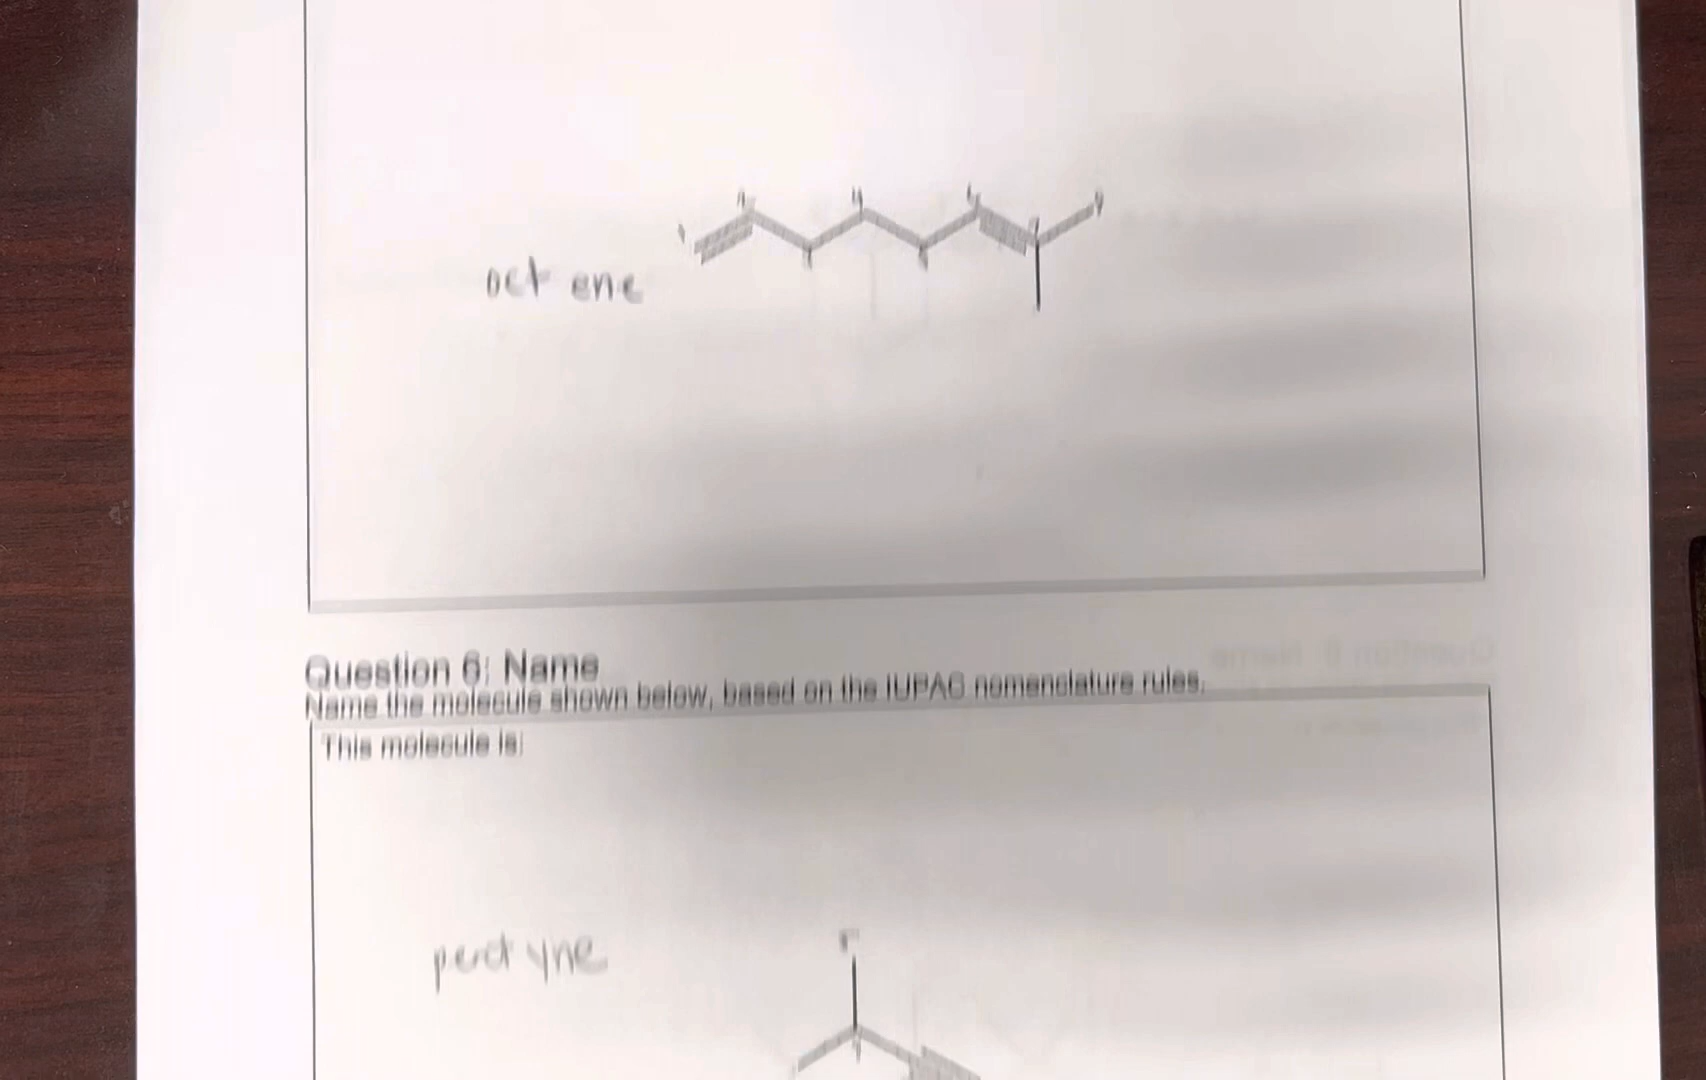 oct ene
Question 6: Name
Name the molecule shown below, based on the IUPAC nomenclature rules.
This molecule is:
yne
F